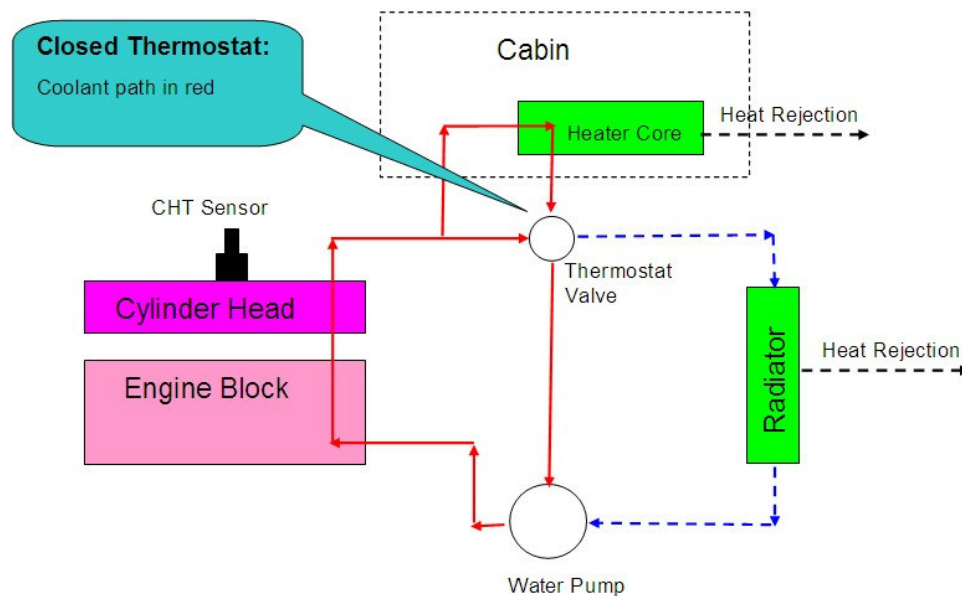 Closed Thermostat:
Coolant path in red
Cabin
Heater Core
Heat Rejection
CHT Sensor
Thermostat
Valve
Cylinder Head
Engine Block
Radiator
Heat Rejection
Water Pump